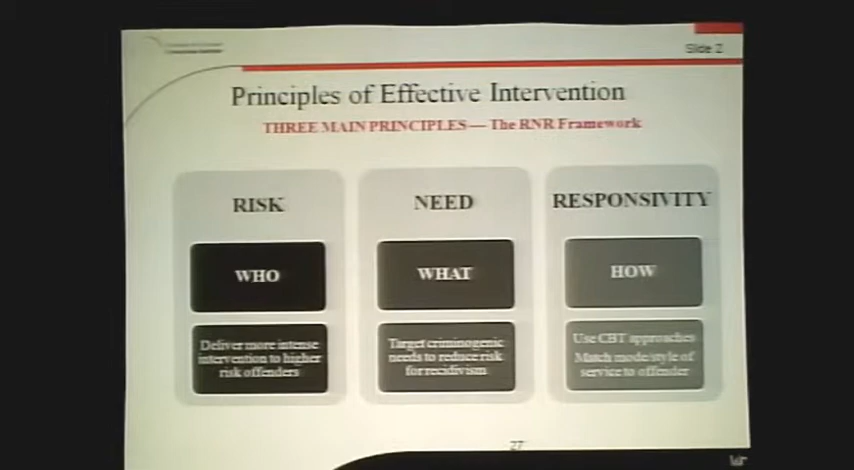 Slide 2
Principles of Effective Intervention
THREE MAIN PRINCIPLES — The RNR Framework
RISK
WHO
Deliver more intense
intervention to higher
risk offenders
NEED
WHAT
Target criminogenic
needs to reduce risk
for recidivism
RESPONSIVITY
HOW
Use CBT approaches
Match mode/style of
service to offender
27